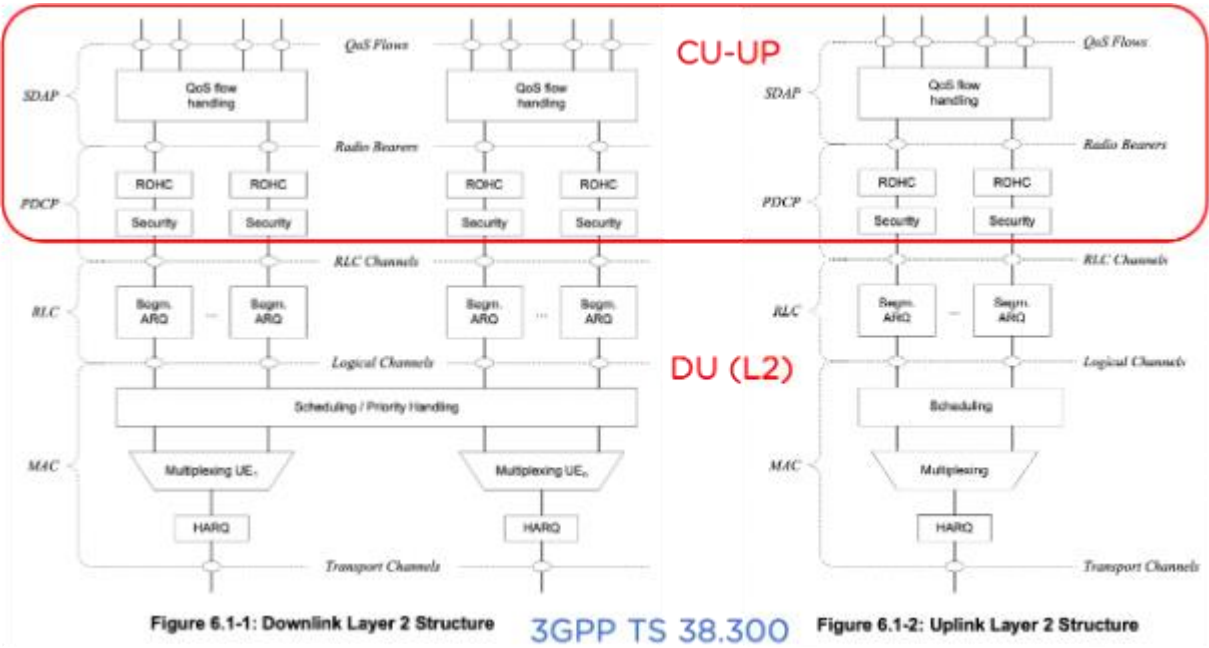 QoS Flows
CU-UP
QoS Flows
SDAP
QoS flow handling
QoS flow handling
SDAP
QoS flow handling
Radio Bearers
Radio Bearers
ROHC
ROHC
ROHC
ROHC
ROHC
ROHC
PDCP
Security
Security
Security
Security
PDCP
Security
Security
RLC Channels
RLC Channels
RLC
Segm. ARQ
...
Segm. ARQ
Segm. ARQ
...
Segm. ARQ
RLC
Segm. ARQ
...
Segm. ARQ
Logical Channels
DU (L2)
Logical Channels
Scheduling / Priority Handling
Scheduling
MAC
Multiplexing UE₁
Multiplexing UEₙ
MAC
Multiplexing
HARQ
HARQ
HARQ
Transport Channels
Transport Channels
Figure 6.1-1: Downlink Layer 2 Structure
3GPP TS 38.300
Figure 6.1-2: Uplink Layer 2 Structure